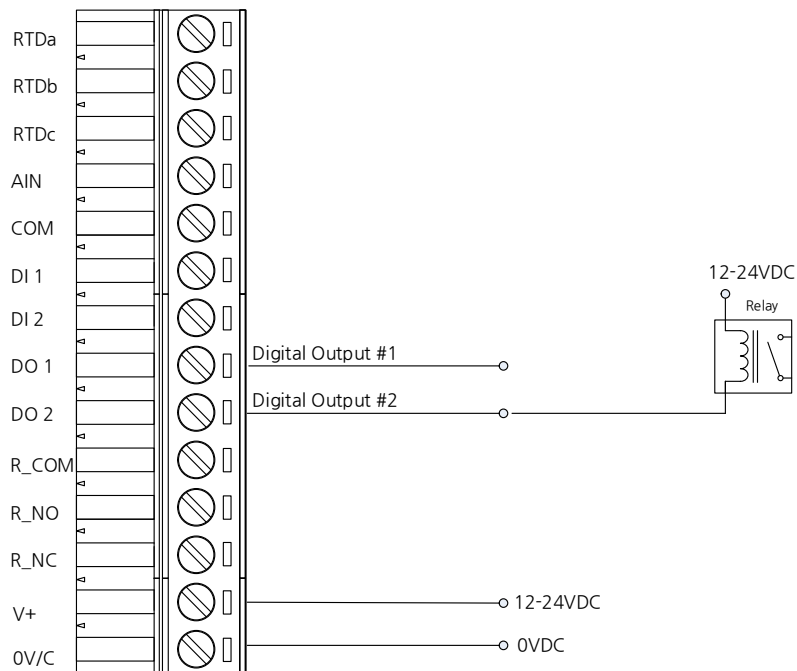 RTDa
RTDb
RTDc
AIN
COM
DI 1
12-24VDC
Relay
DI 2
Digital Output #1
DO 1
Digital Output #2
DO 2
R_COM
R_NO
R_NC
12-24VDC
V+
0VDC
0V/C